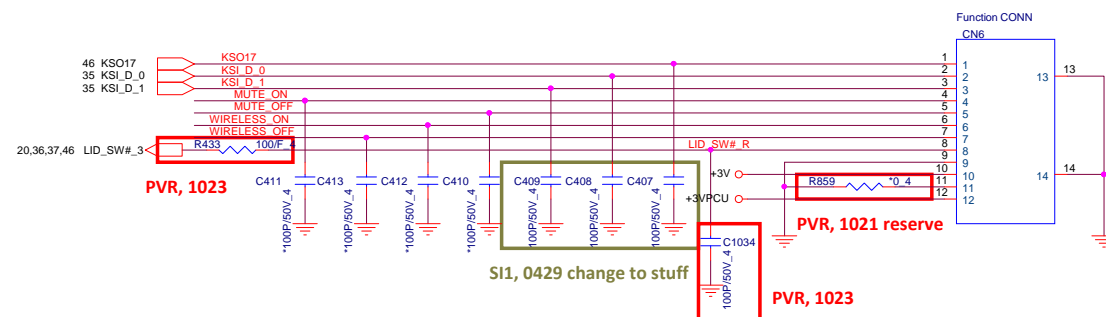 Function CONN
CN6
46 KSO17
KSO17
1
1
35 KSI_D_0
KSI_D_0
2
2
35 KSI_D_1
KSI_D_1
3
3
13
13
MUTE_ON
4
4
MUTE_OFF
5
5
WIRELESS_ON
6
6
WIRELESS_OFF
7
7
20,36,37,46 LID_SW#_3
R433
100/F_4
LID_SW#_R
8
8
9
9
+3V
10
10
R859
*0_4
11
11
14
14
+3VPCU
12
12
PVR, 1023
C411
*100P/50V_4
C413
*100P/50V_4
C412
*100P/50V_4
C410
*100P/50V_4
C409
100P/50V_4
C408
100P/50V_4
C407
100P/50V_4
PVR, 1021 reserve
C1034
100P/50V_4
SI1, 0429 change to stuff
PVR, 1023